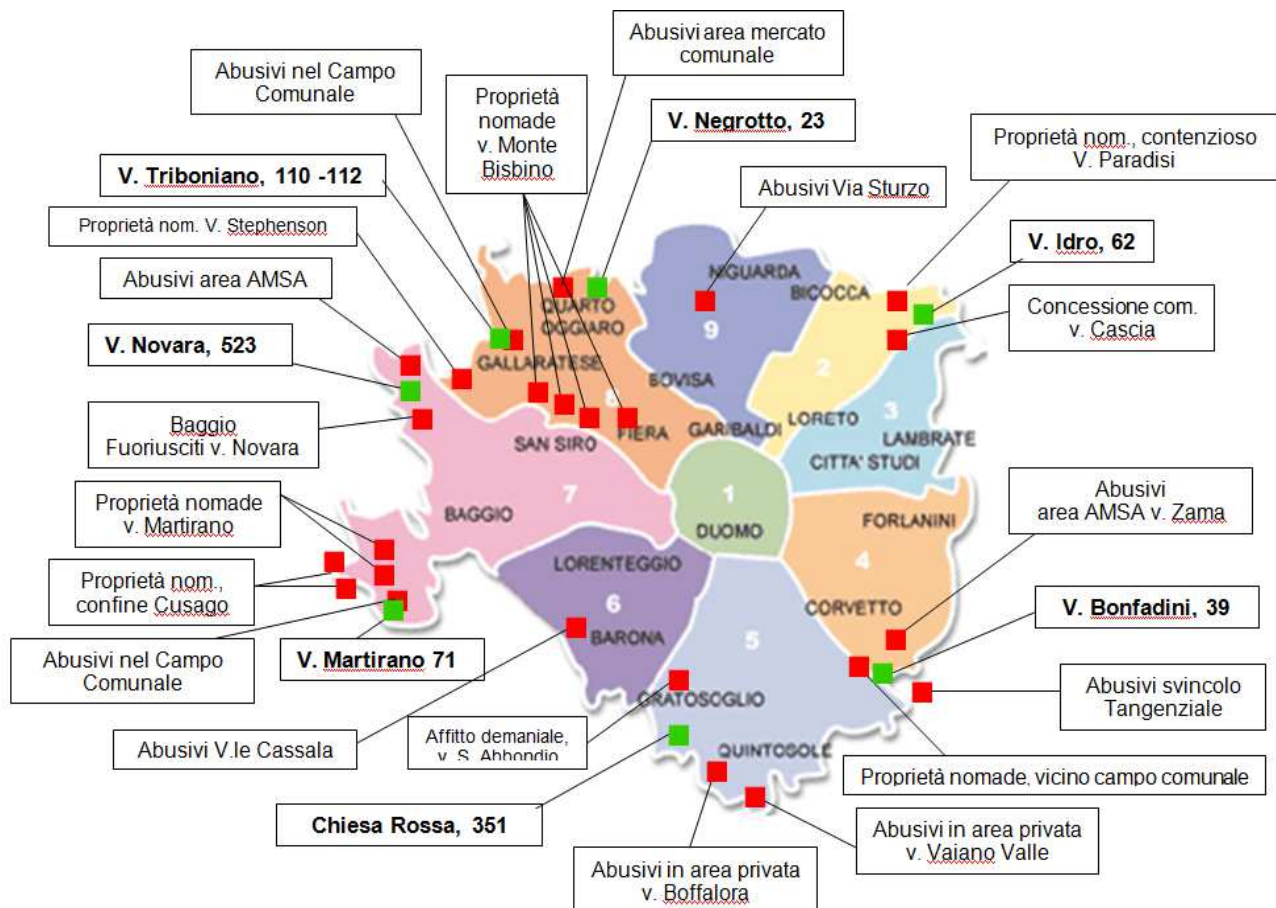 Abusivi area mercato
comunale
Abusivi nel Campo
Comunale
Proprietà
nomade
v. Monte
Bisbino
V. Negrotto, 23
Proprietà nom., contenzioso
V. Paradisi
V. Triboniano, 110 -112
Abusivi Via Sturzo
Proprietà nom. V. Stephenson
V. Idro, 62
Abusivi area AMSA
Concessione com.
v. Cascia
V. Novara, 523
Baggio
Fuoriusciti v. Novara
Proprietà nomade
v. Martirano
Proprietà nom.,
confine Cusago
Abusivi nel Campo
Comunale
V. Martirano 71
Abusivi V.le Cassala
Affitto demaniale,
v. S. Abbondio
Chiesa Rossa, 351
Abusivi in area privata
v. Boffalora
Abusivi in area privata
v. Vaiano Valle
Proprietà nomade, vicino campo comunale
Abusivi svincolo
Tangenziale
V. Bonfadini, 39
Abusivi
area AMSA v. Zama
NIGUARDA
BICOCCA
QUARTO
OGGIARO
9
GALLARATESE
BOVISA
2
8
3
LORETO
SAN SIRO
FIERA
GARIBALDI
LAMBRATE
CITTA' STUDI
7
1
BAGGIO
DUOMO
FORLANINI
LORENTEGGIO
4
6
CORVETTO
BARONA
5
GRATOSOGLIO
QUINTOSOLE